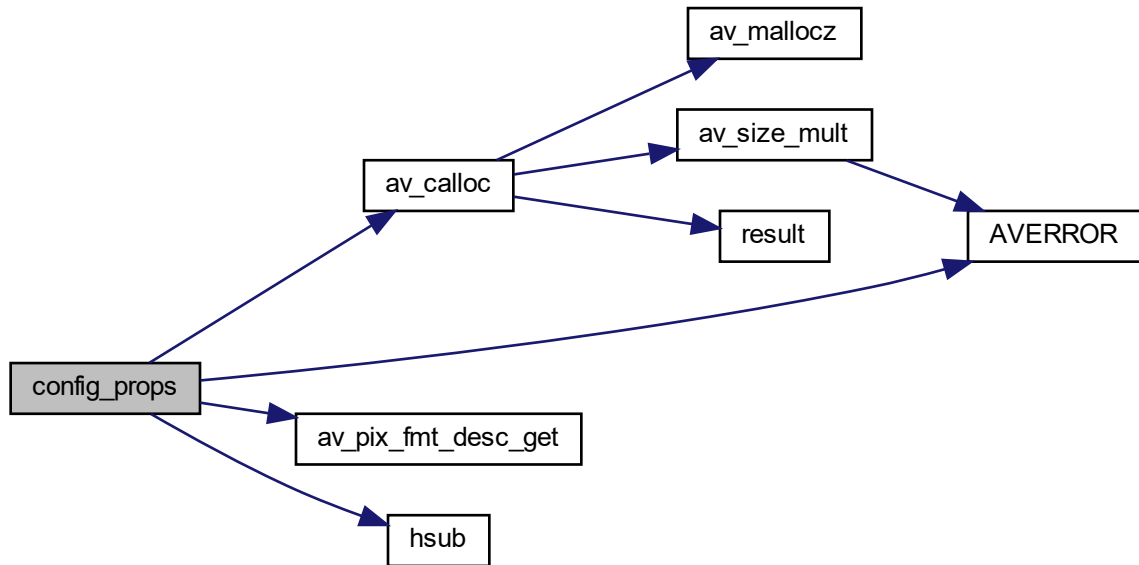 av_mallocz
av_size_mult
av_calloc
result
AVERROR
config_props
av_pix_fmt_desc_get
hsub